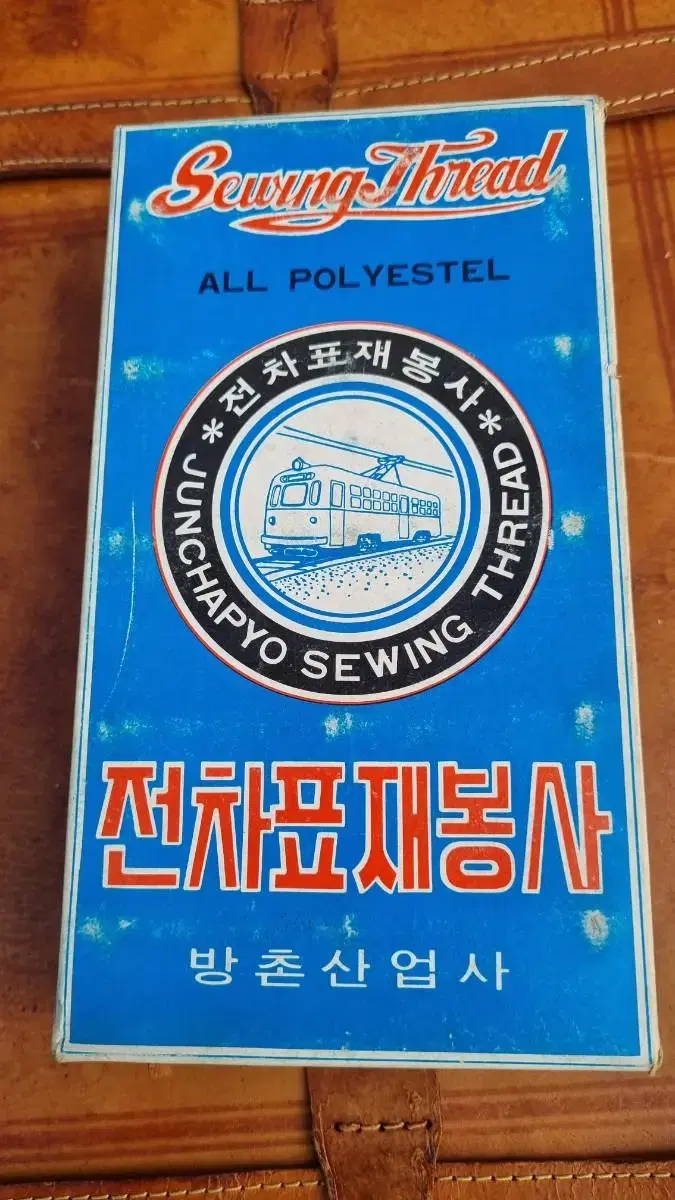 Sewing Thread
ALL POLYESTEL
*전차표재봉사*
JUNCHAPYO SEWING THREAD
전차표재봉사
방촌산업사